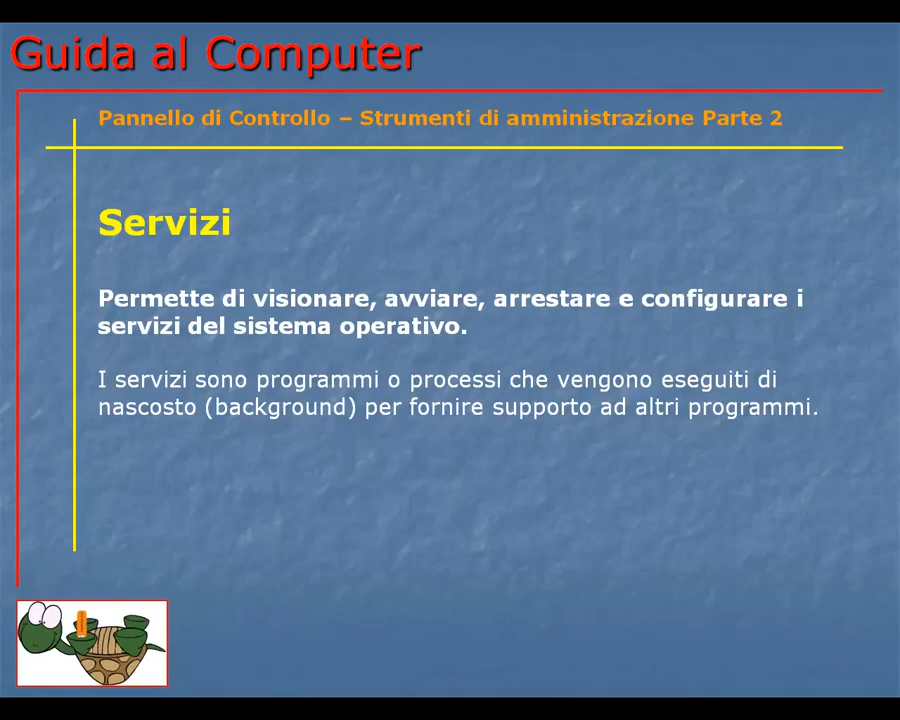 Guida al Computer
Pannello di Controllo – Strumenti di amministrazione Parte 2
Servizi
Permette di visionare, avviare, arrestare e configurare i
servizi del sistema operativo.
I servizi sono programmi o processi che vengono eseguiti di
nascosto (background) per fornire supporto ad altri programmi.